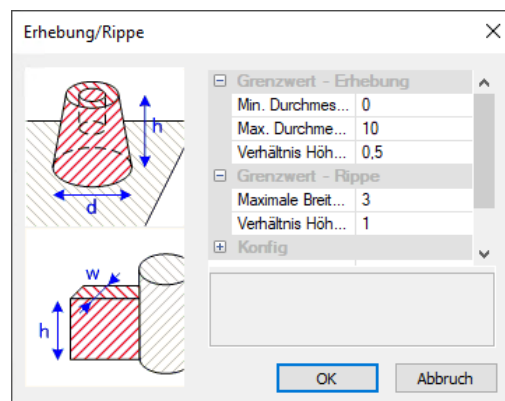 Erhebung/Rippe
h
d
w
h
Grenzwert - Erhebung
Min. Durchmes... 0
Max. Durchme... 10
Verhältnis Höh... 0,5
Grenzwert - Rippe
Maximale Breit... 3
Verhältnis Höh... 1
Konfig
OK Abbruch